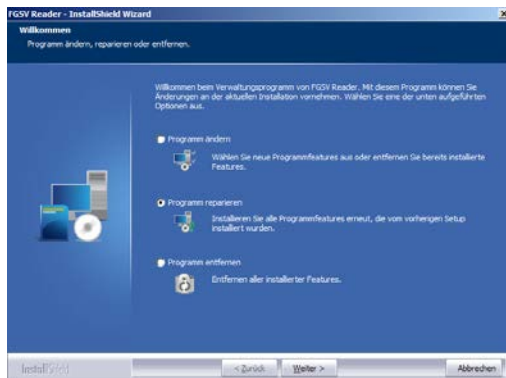 FGSV Reader - InstallShield Wizard
Willkommen
Programm ändern, reparieren oder entfernen.
Willkommen beim Verwaltungsprogramm von FGSV Reader. Mit diesem Programm können Sie
Änderungen an der aktuellen Installation vornehmen. Wählen Sie eine der unten aufgeführten
Optionen aus.
Programm ändern
Wählen Sie neue Programmfeatures aus oder entfernen Sie bereits installierte
Features.
Programm reparieren
Installieren Sie alle Programmfeatures erneut, die vom vorherigen Setup
installiert wurden.
Programm entfernen
Entfernen aller installierter Features.
InstallShield
< Zurück
Weiter >
Abbrechen